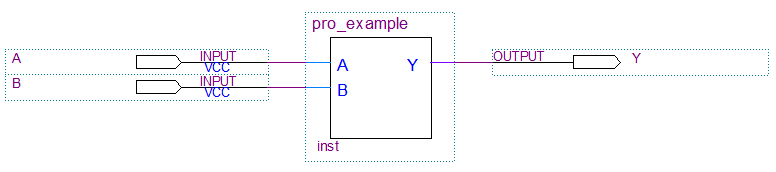 pro_example
A INPUT VCC A Y OUTPUT Y
B INPUT VCC B
inst